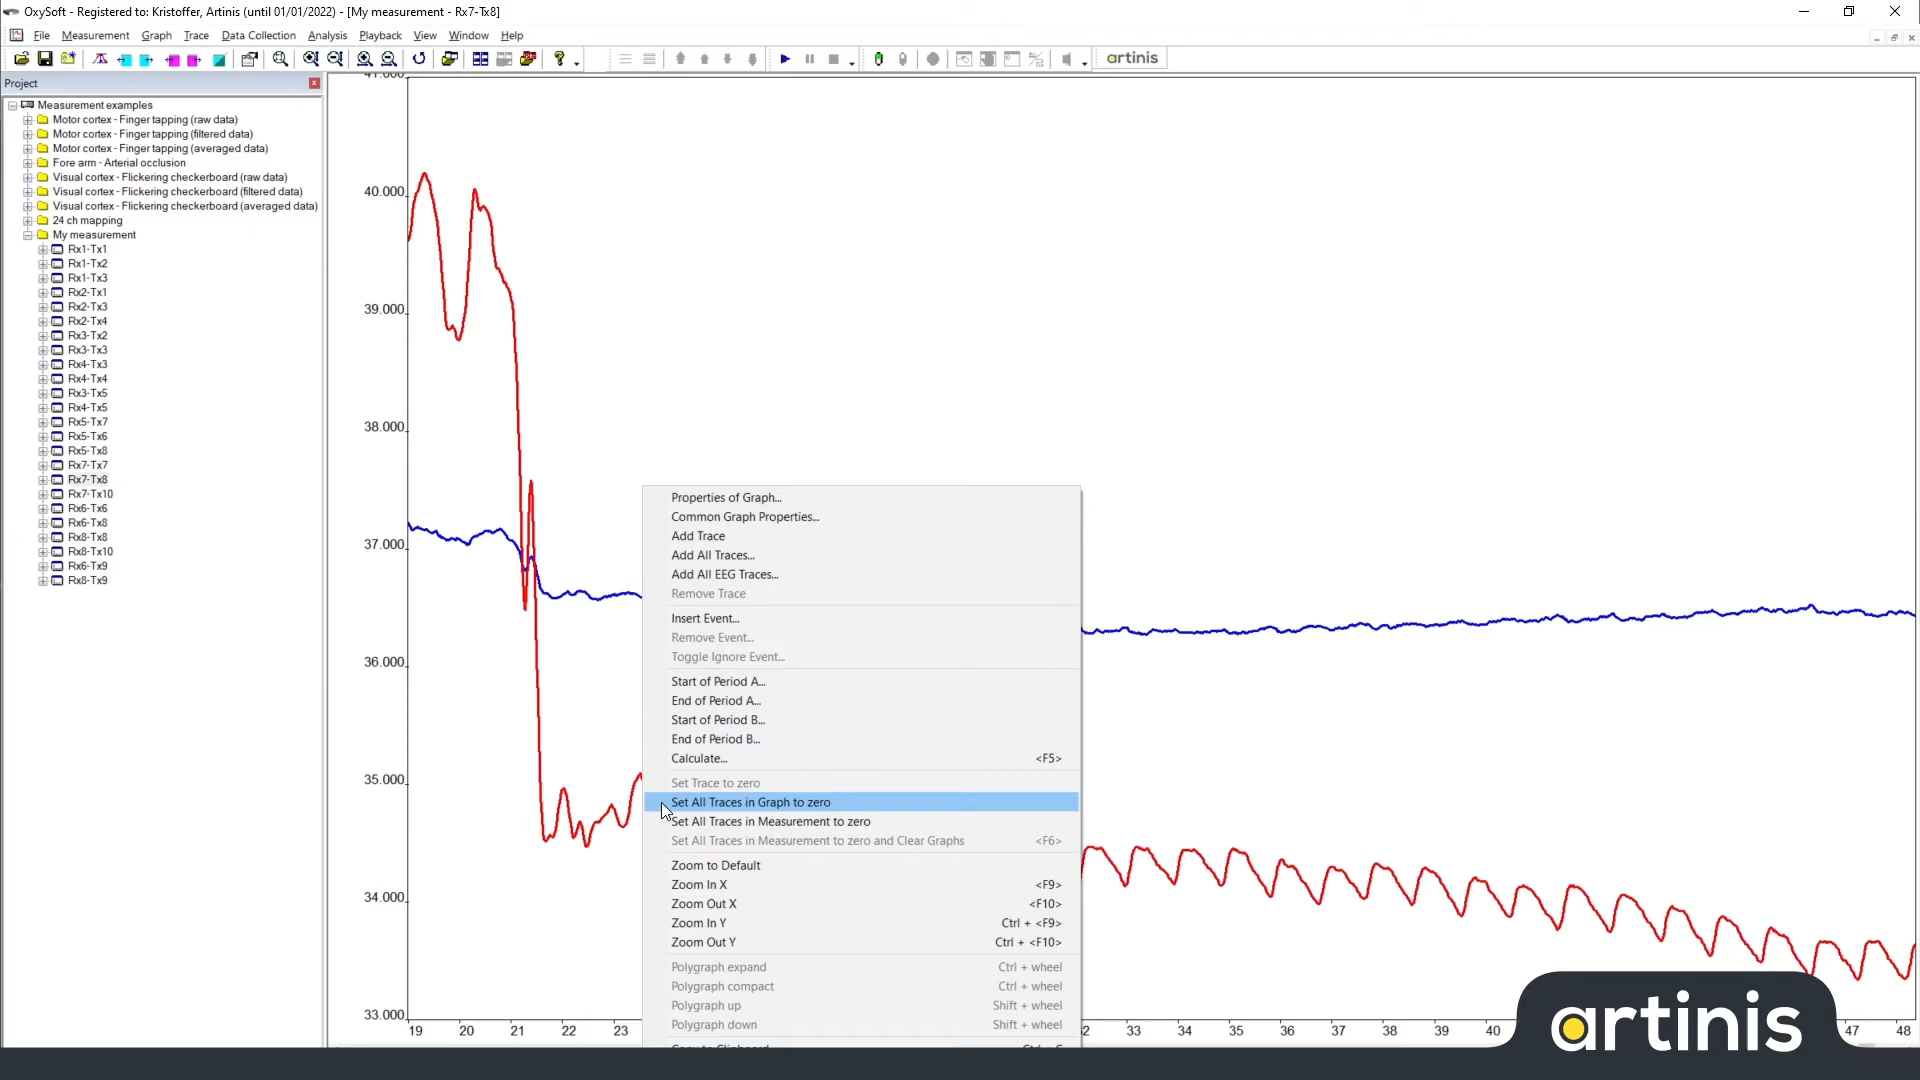 OxySoft - Registered to: Kristoffer, Artinis (until 01/01/2022) - [My measurement - Rx7-Tx8]
File Measurement Graph Trace Data Collection Analysis Playback View Window Help
artinis
Project
Measurement examples
Motor cortex - Finger tapping (raw data)
Motor cortex - Finger tapping (filtered data)
Motor cortex - Finger tapping (averaged data)
Fore arm - Arterial occlusion
Visual cortex - Flickering checkerboard (raw data)
Visual cortex - Flickering checkerboard (filtered data)
Visual cortex - Flickering checkerboard (averaged data)
24 ch mapping
My measurement
Rx1-Tx1
Rx1-Tx2
Rx1-Tx3
Rx2-Tx1
Rx2-Tx3
Rx2-Tx4
Rx3-Tx2
Rx3-Tx3
Rx4-Tx3
Rx4-Tx4
Rx3-Tx5
Rx4-Tx5
Rx5-Tx7
Rx5-Tx6
Rx5-Tx8
Rx7-Tx7
Rx7-Tx8
Rx7-Tx10
Rx6-Tx6
Rx6-Tx8
Rx8-Tx8
Rx8-Tx10
Rx6-Tx9
Rx8-Tx9
41.000
40.000
39.000
38.000
37.000
36.000
35.000
34.000
33.000
Properties of Graph...
Common Graph Properties...
Add Trace
Add All Traces...
Add All EEG Traces...
Remove Trace
Insert Event...
Remove Event...
Toggle Ignore Event...
Start of Period A...
End of Period A...
Start of Period B...
End of Period B...
Calculate... <F5>
Set Trace to zero
Set All Traces in Graph to zero
Set All Traces in Measurement to zero
Set All Traces in Measurement to zero and Clear Graphs <F6>
Zoom to Default
Zoom In X <F9>
Zoom Out X <F10>
Zoom In Y Ctrl + <F9>
Zoom Out Y Ctrl + <F10>
Polygraph expand Ctrl + wheel
Polygraph compact Ctrl + wheel
Polygraph up Shift + wheel
Polygraph down Shift + wheel
Copy to Clipboard Ctrl + C
19 20 21 22 23 32 33 34 35 36 37 38 39 40 47 48
artinis